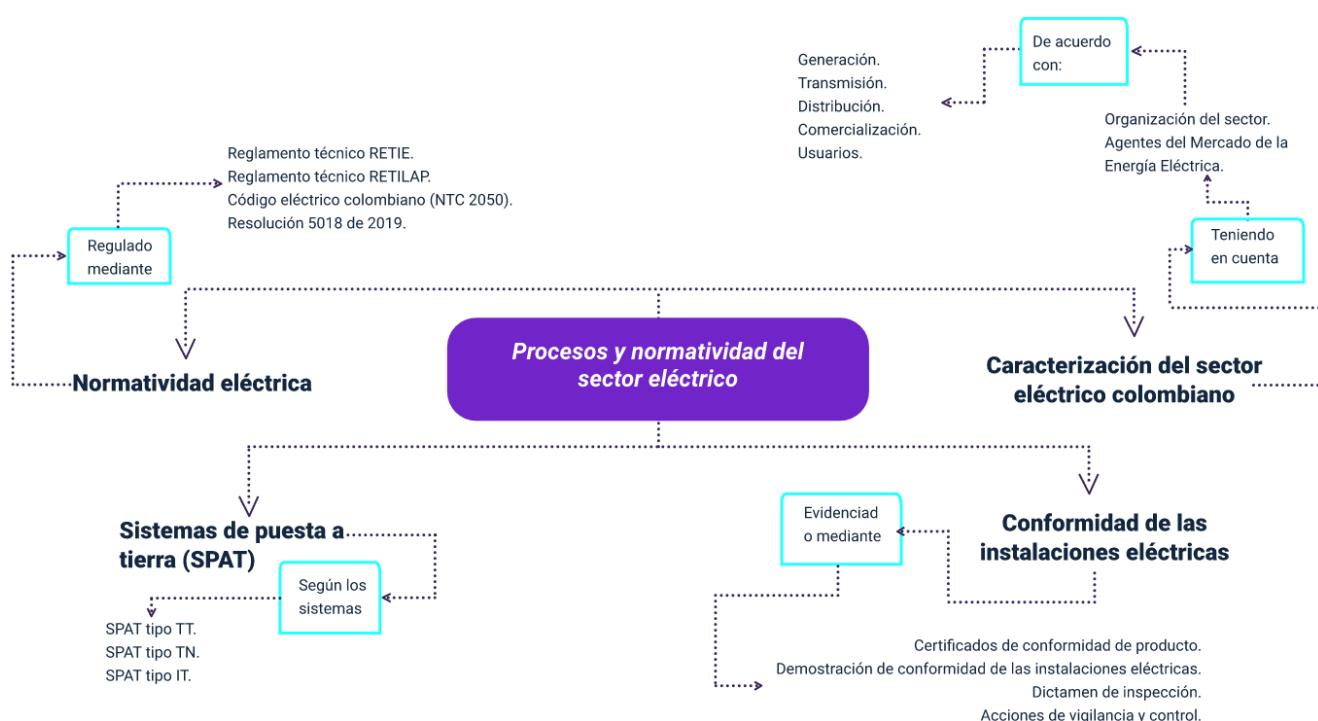 De acuerdo
con:
Generación.
Transmisión.
Distribución.
Comercialización.
Usuarios.
Organización del sector.
Agentes del Mercado de la
Energía Eléctrica.
Reglamento técnico RETIE.
Reglamento técnico RETILAP.
Código eléctrico colombiano (NTC 2050).
Resolución 5018 de 2019.
Regulado
mediante
Teniendo
en cuenta
Procesos y normatividad del
sector eléctrico
Normatividad eléctrica
Caracterización del sector
eléctrico colombiano
Sistemas de puesta a
tierra (SPAT)
Según los
sistemas
SPAT tipo TT.
SPAT tipo TN.
SPAT tipo IT.
Evidenciad
o mediante
Conformidad de las
instalaciones eléctricas
Certificados de conformidad de producto.
Demostración de conformidad de las instalaciones eléctricas.
Dictamen de inspección.
Acciones de vigilancia y control.